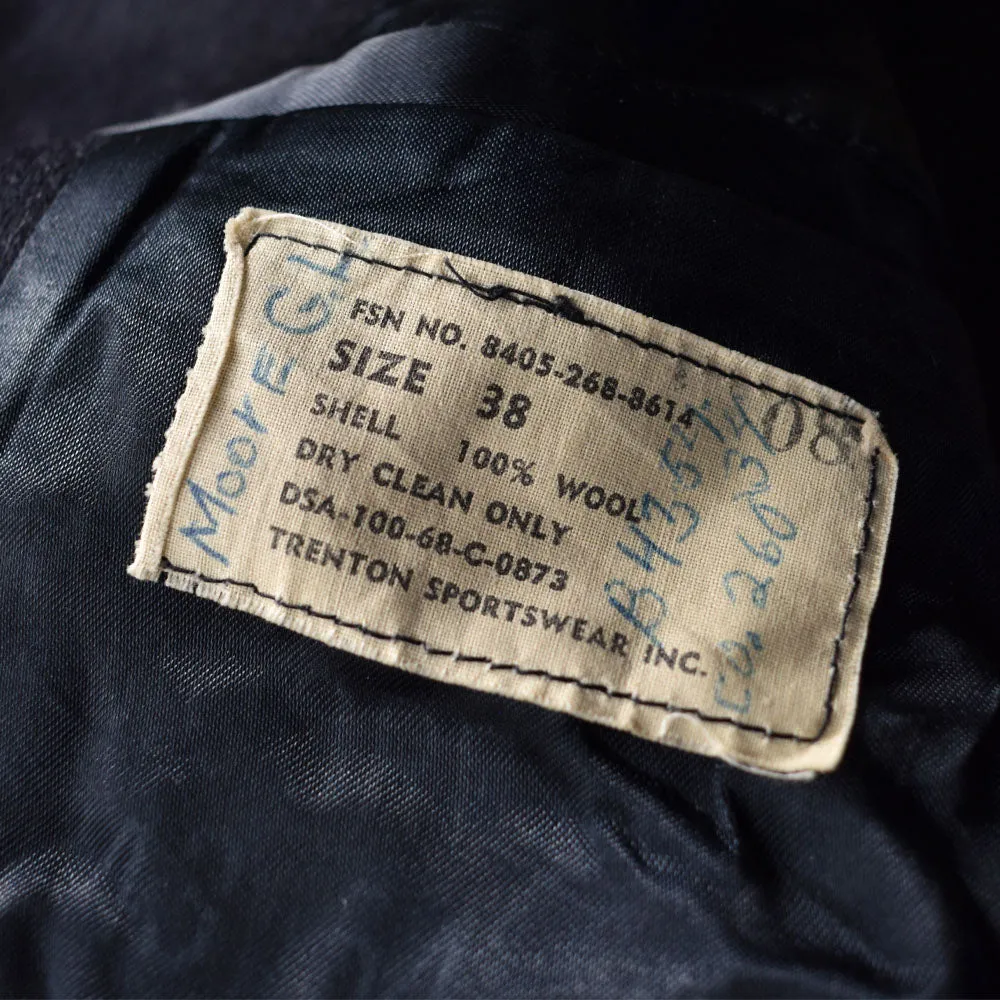 FSN NO. 8405-268-8614
SIZE 38
SHELL 100% WOOL
DRY CLEAN ONLY
DSA-100-68-C-0873
TRENTON SPORTSWEAR INC.
08
Moore G.L.